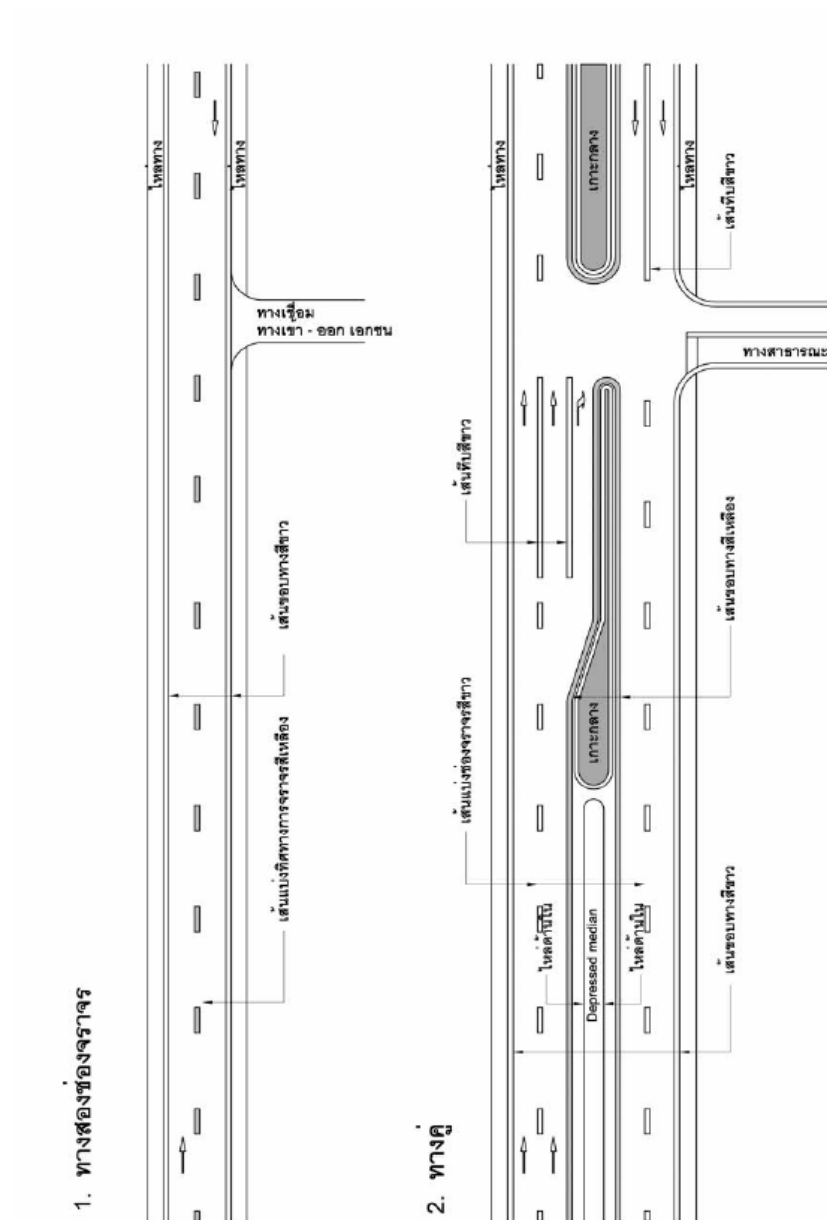 1. ทางสองช่องจราจร
ไหล่ทาง
ไหล่ทาง
ทางเชื่อม
ทางเข้า - ออก เอกชน
เส้นขอบทางสีขาว
เส้นแบ่งทิศทางการจราจรสีเหลือง
2. ทางคู่
ไหล่ทาง
เกาะกลาง
ไหล่ทาง
เส้นทึบสีขาว
ทางสาธารณะ
เส้นทึบสีขาว
เส้นขอบทางสีเหลือง
เส้นแบ่งช่องจราจรสีขาว
เกาะกลาง
ไหล่ด้านใน
Depressed median
ไหล่ด้านใน
เส้นขอบทางสีขาว